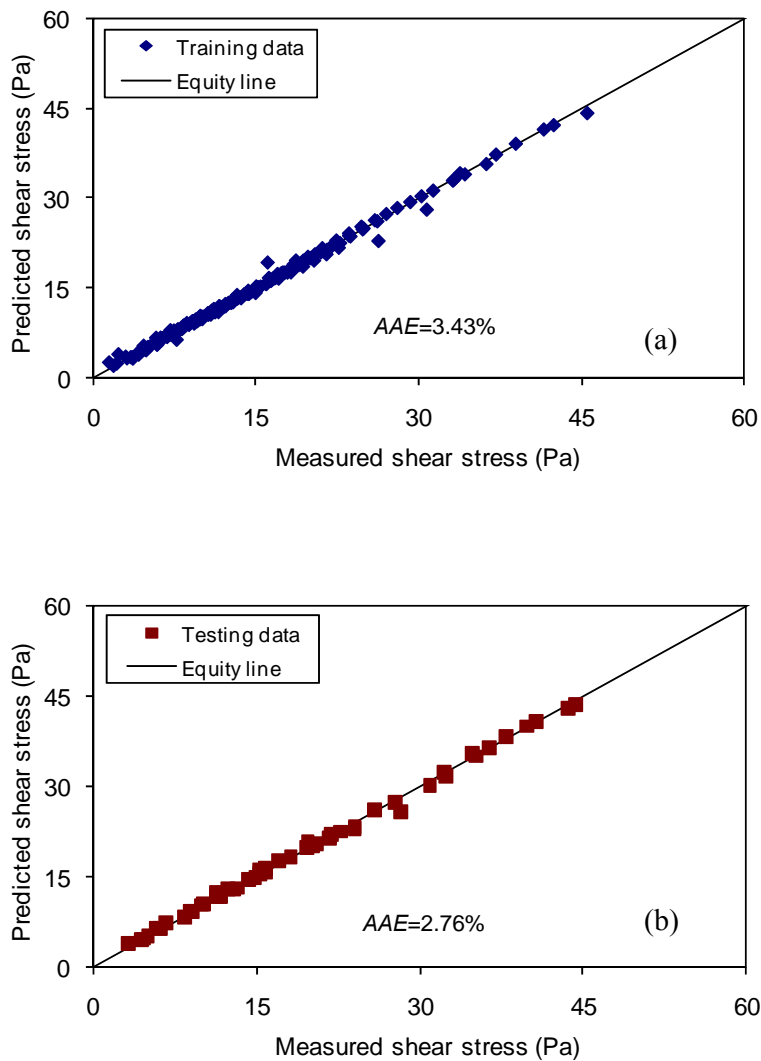 60
45
30
15
0
Predicted shear stress (Pa)
Training data
Equity line
AAE=3.43%
(a)
0 15 30 45 60
Measured shear stress (Pa)
60
45
30
15
0
Predicted shear stress (Pa)
Testing data
Equity line
AAE=2.76%
(b)
0 15 30 45 60
Measured shear stress (Pa)